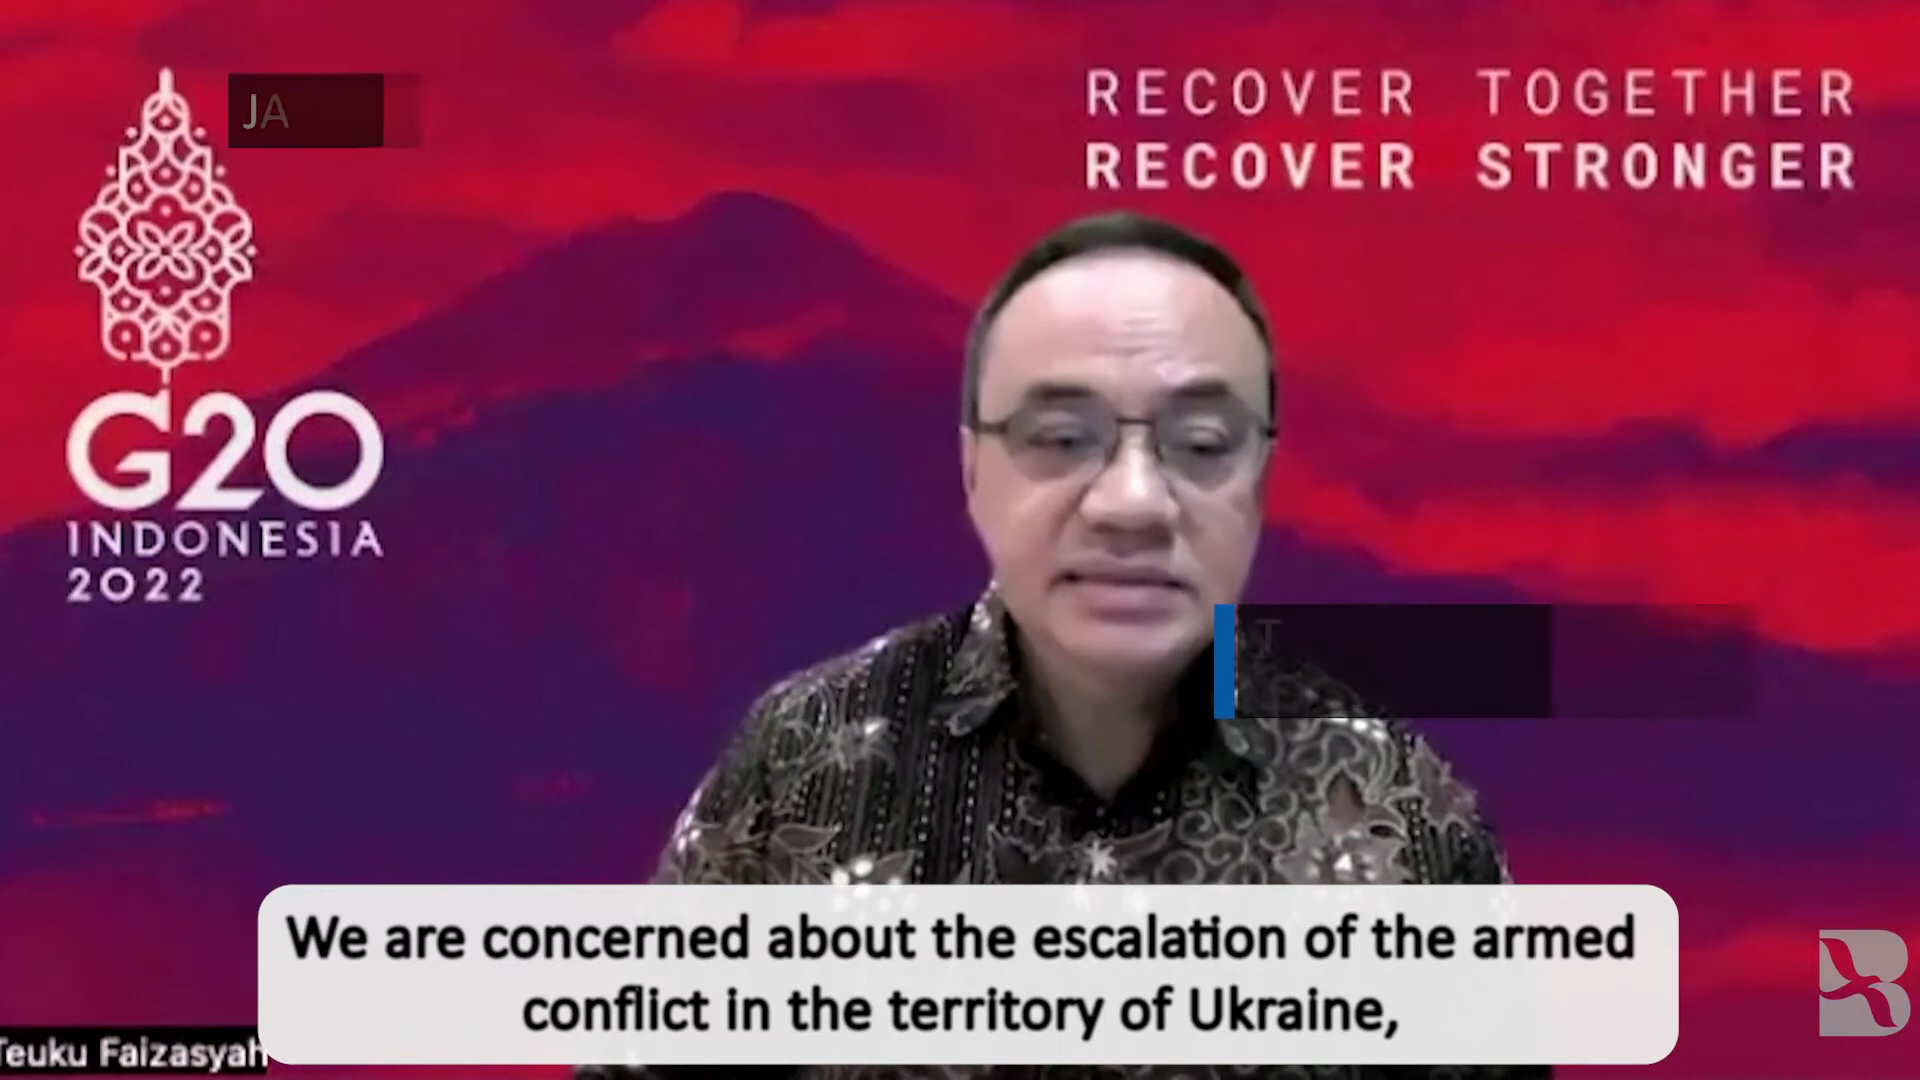 JA
RECOVER TOGETHER
RECOVER STRONGER
G20
INDONESIA
2022
T
We are concerned about the escalation of the armed
conflict in the territory of Ukraine,
Teuku Faizasyah
B